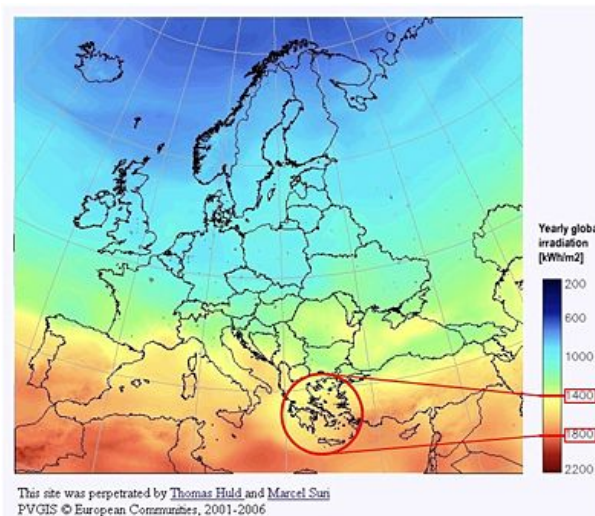 Yearly globa
irradiation
[kWh/m2]
200
600
1000
1400
1800
2200
This site was perpetrated by Thomas Huld and Marcel Suri
PVGIS © European Communities, 2001-2006